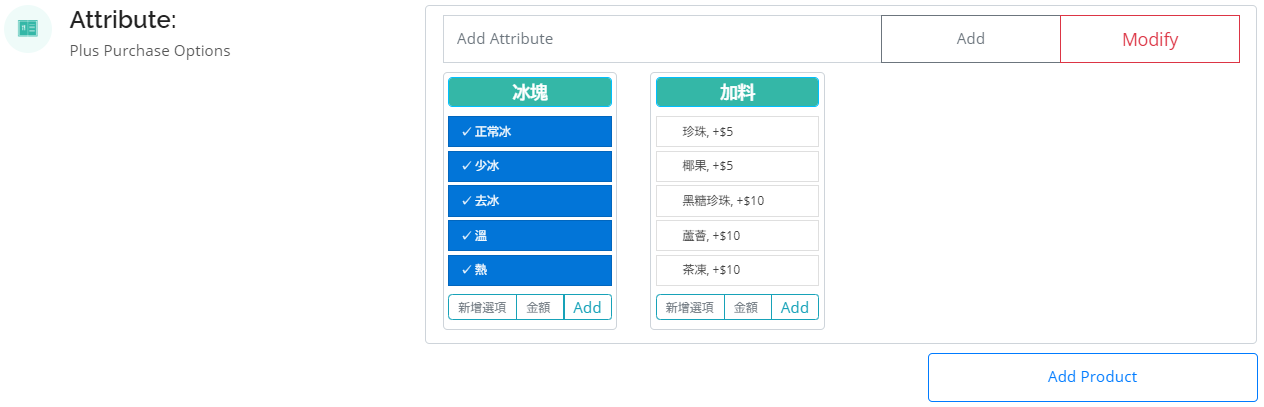 Attribute:
Plus Purchase Options
Add Attribute
Add
Modify
冰塊
✓ 正常冰
✓ 少冰
✓ 去冰
✓ 溫
✓ 熱
新增選項
金額
Add
加料
珍珠, +$5
椰果, +$5
黑糖珍珠, +$10
蘆薈, +$10
茶凍, +$10
新增選項
金額
Add
Add Product